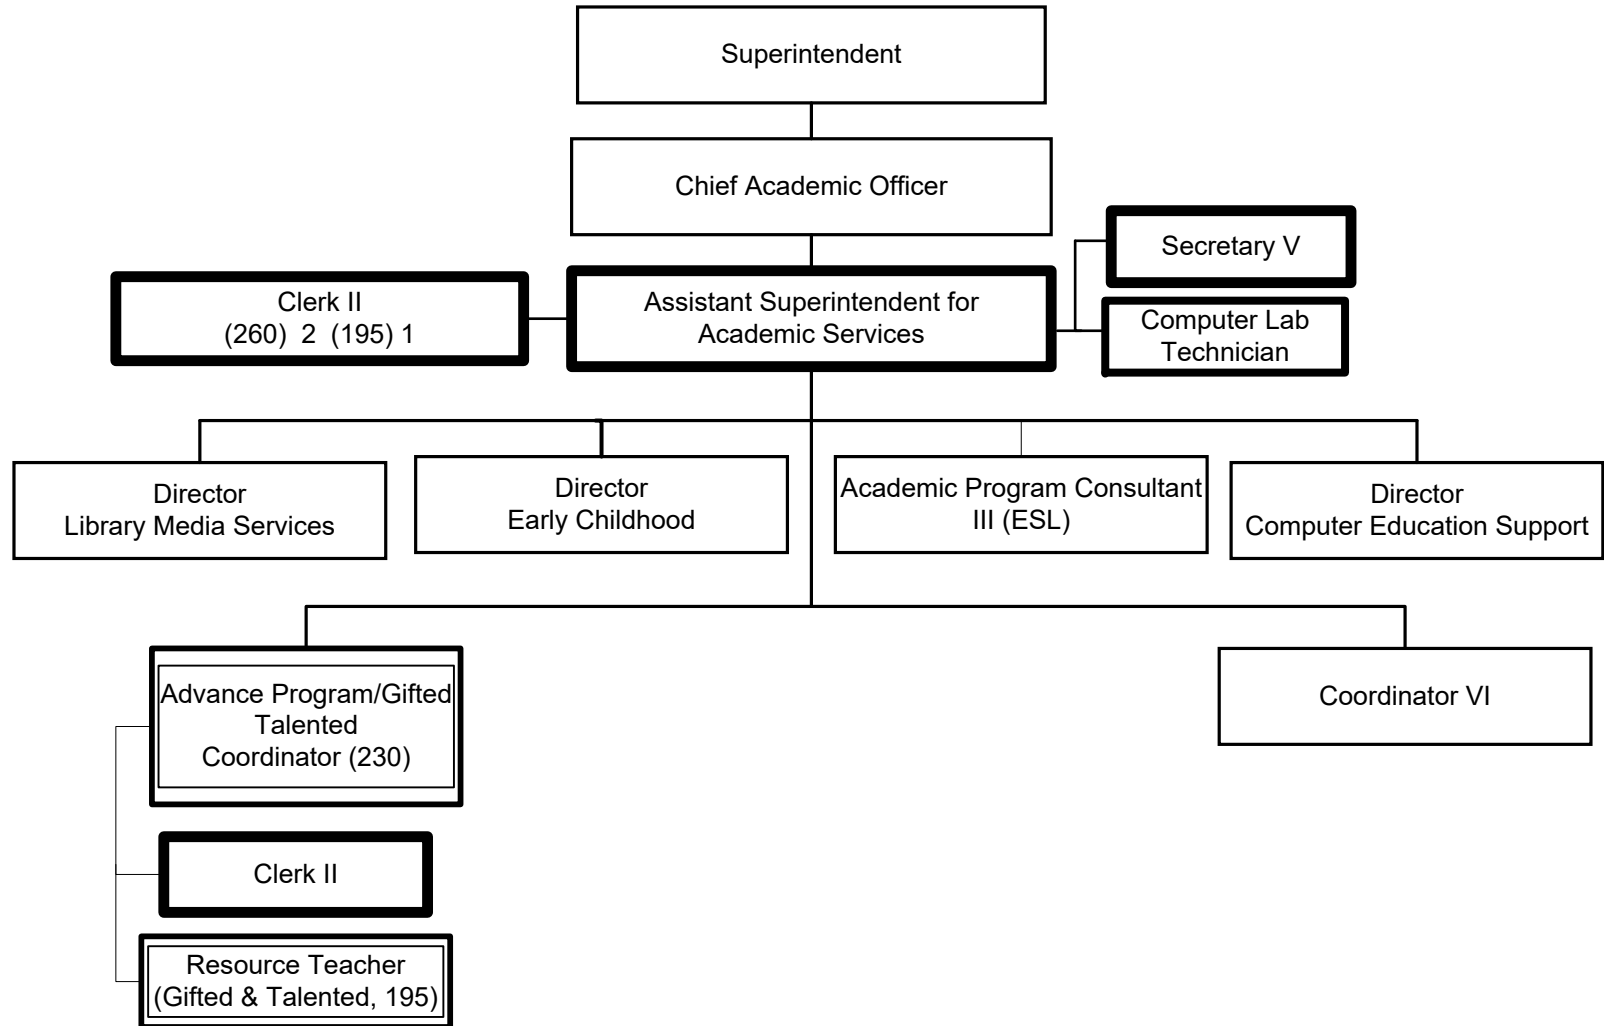 Superintendent
Chief Academic Officer
Secretary V
Clerk II
(260)  2  (195) 1
Assistant Superintendent for
Academic Services
Computer Lab
Technician
Director
Library Media Services
Director
Early Childhood
Academic Program Consultant
III (ESL)
Director
Computer Education Support
Advance Program/Gifted
Talented
Coordinator (230)
Coordinator VI
Clerk II
Resource Teacher
(Gifted & Talented, 195)